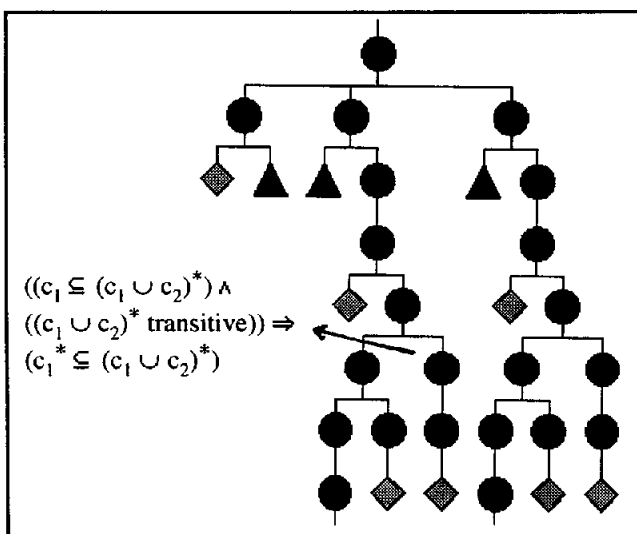 ((c₁ ⊆ (c₁ ∪ c₂)*) ∧
((c₁ ∪ c₂)* transitive)) ⇒
(c₁* ⊆ (c₁ ∪ c₂)*)